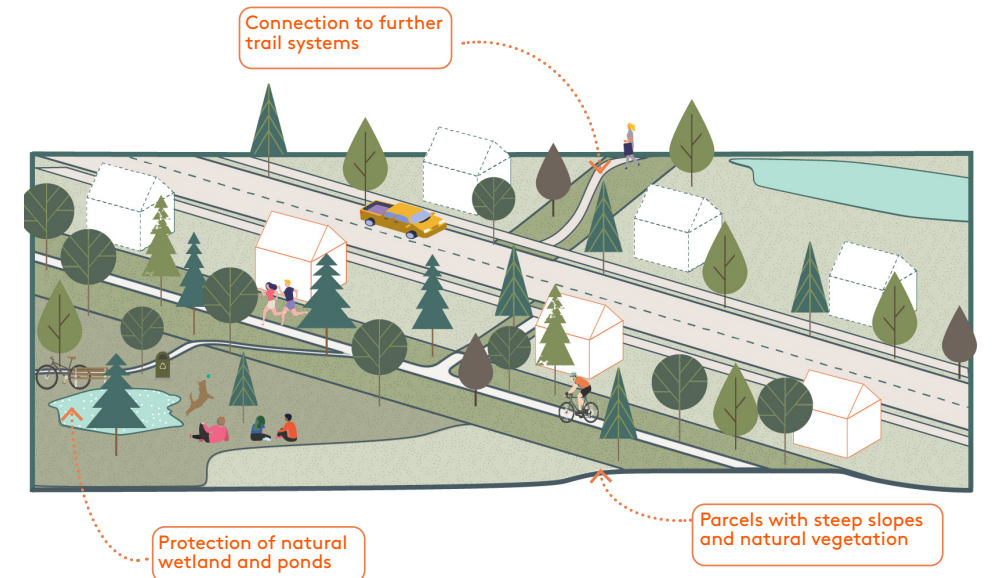 Connection to further
trail systems
Protection of natural
wetland and ponds
Parcels with steep slopes
and natural vegetation